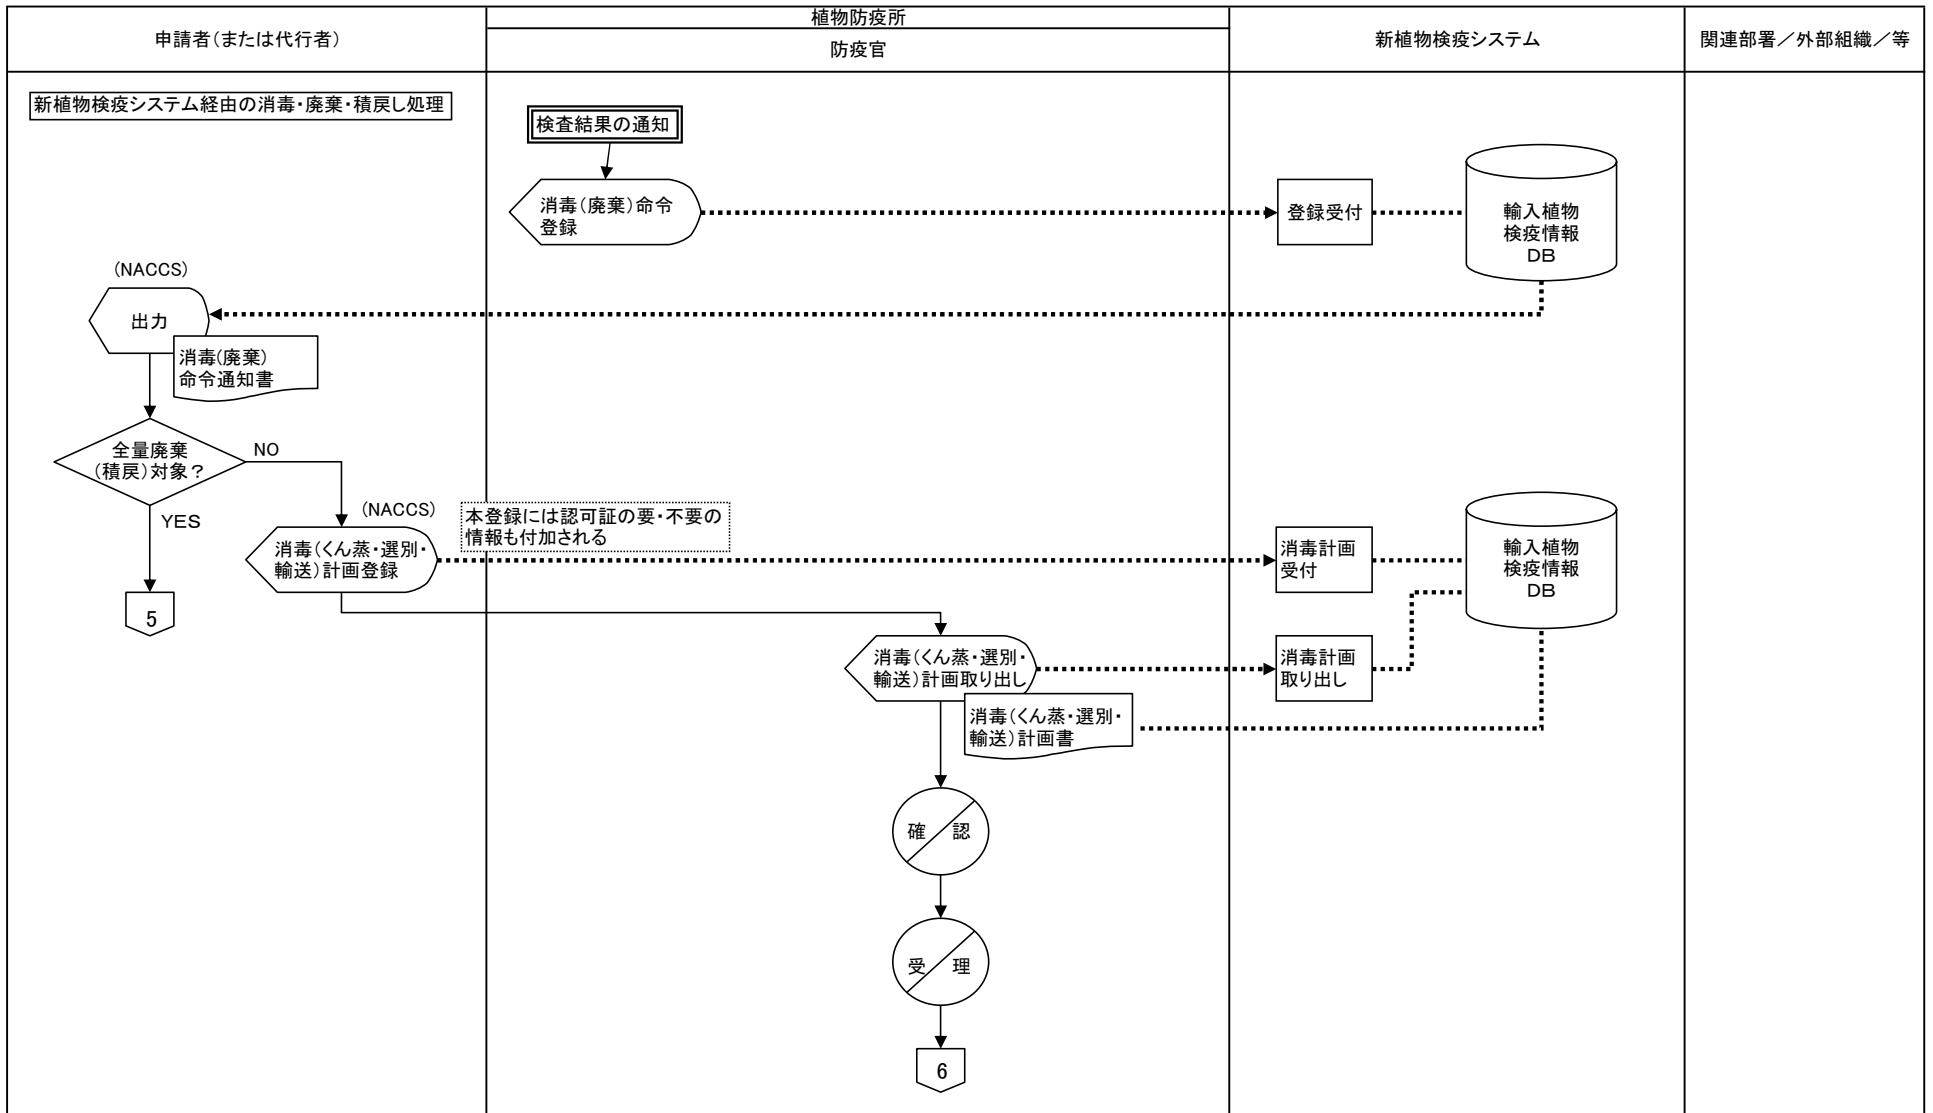 申請者（または代行者）
植物防疫所
防疫官
新植物検疫システム
関連部署／外部組織／等
新植物検疫システム経由の消毒・廃棄・積戻し処理
検査結果の通知
消毒（廃棄）命令
登録
登録受付
輸入植物
検疫情報
ＤＢ
(NACCS)
出力
消毒(廃棄)
命令通知書
全量廃棄
（積戻）対象？
NO
YES
5
(NACCS)
消毒（くん蒸・選別・
輸送）計画登録
本登録には認可証の要・不要の
情報も付加される
消毒計画
受付
輸入植物
検疫情報
ＤＢ
消毒（くん蒸・選別・
輸送）計画取り出し
消毒計画
取り出し
消毒（くん蒸・選別・
輸送）計画書
確 認
受 理
6